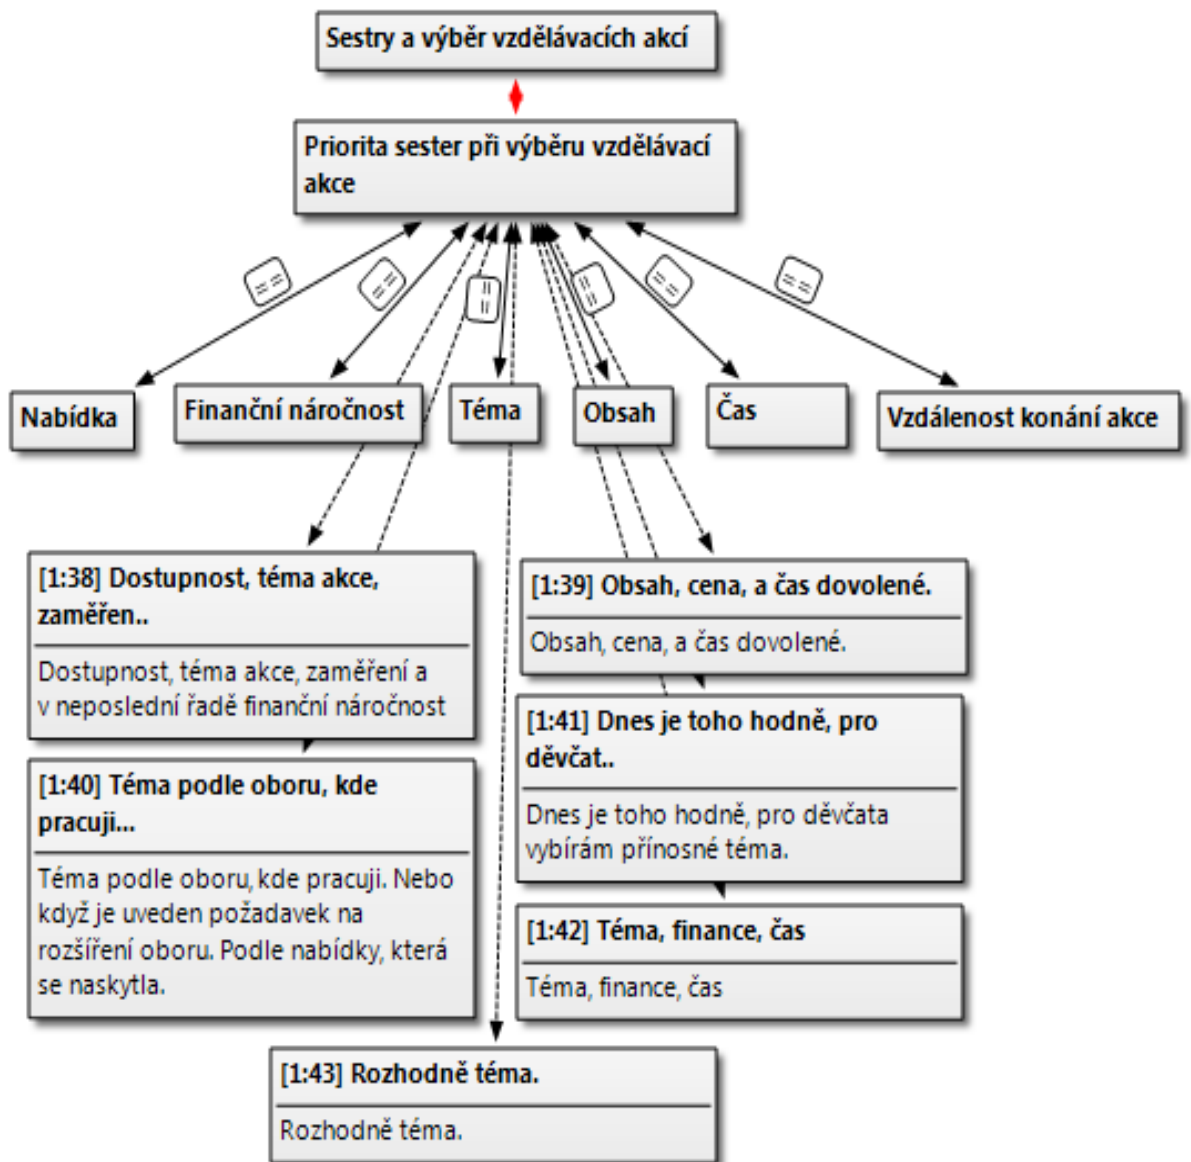 Sestry a výběr vzdělávacích akcí
Priorita sester při výběru vzdělávací
akce
==
==
==
==
==
==
Nabídka
Finanční náročnost
Téma
Obsah
Čas
Vzdálenost konání akce
[1:38] Dostupnost, téma akce,
zaměřen..
Dostupnost, téma akce, zaměření a
v neposlední řadě finanční náročnost
[1:39] Obsah, cena, a čas dovolené.
Obsah, cena, a čas dovolené.
[1:40] Téma podle oboru, kde
pracuji...
Téma podle oboru, kde pracuji. Nebo
když je uveden požadavek na
rozšíření oboru. Podle nabídky, která
se naskytla.
[1:41] Dnes je toho hodně, pro
děvčat..
Dnes je toho hodně, pro děvčata
vybírám přínosné téma.
[1:42] Téma, finance, čas
Téma, finance, čas
[1:43] Rozhodně téma.
Rozhodně téma.